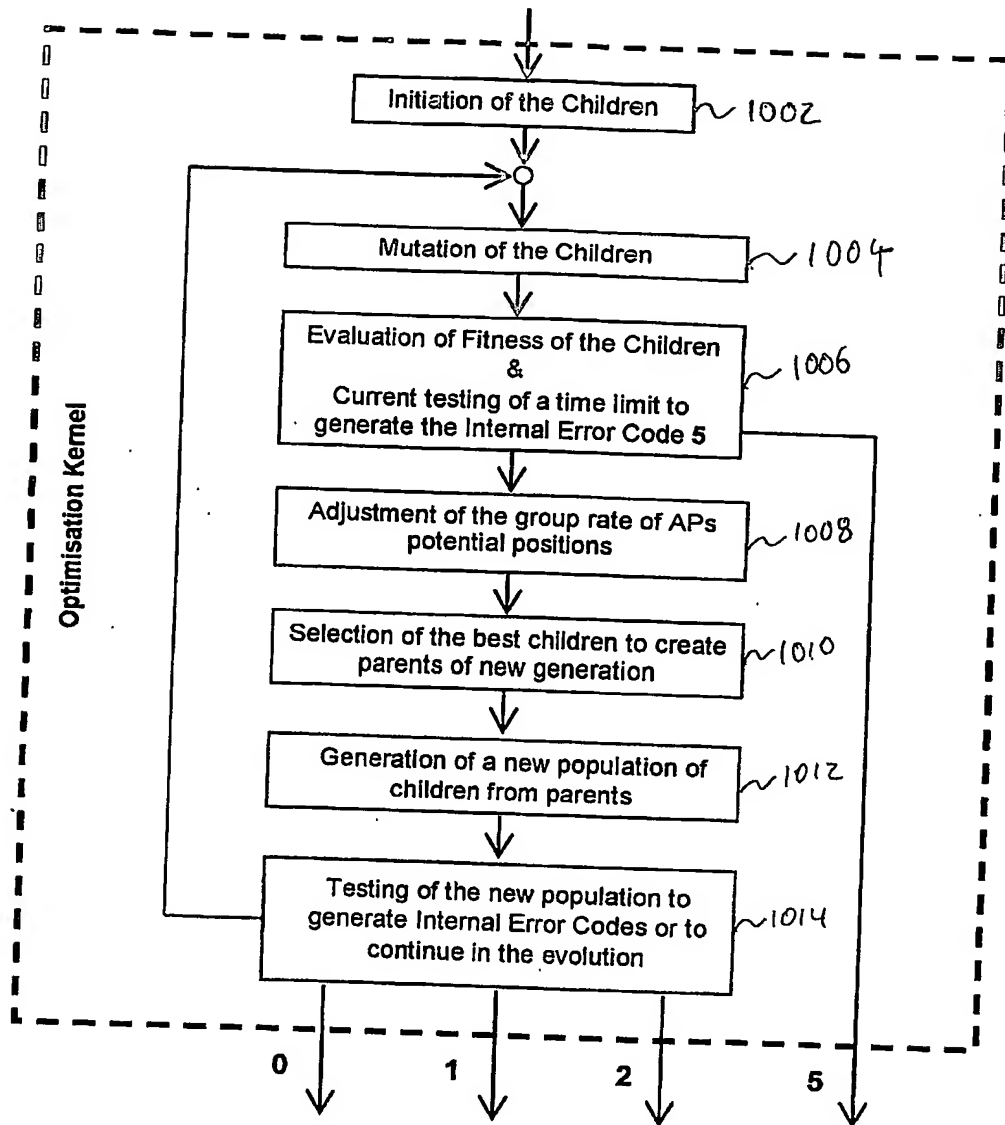 Initiation of the Children
1002
Mutation of the Children
1004
Evaluation of Fitness of the Children
&
Current testing of a time limit to
generate the Internal Error Code 5
1006
Adjustment of the group rate of APs
potential positions
1008
Selection of the best children to create
parents of new generation
1010
Generation of a new population of
children from parents
1012
Testing of the new population to
generate Internal Error Codes or to
continue in the evolution
1014
Optimisation Kernel
0
1
2
5